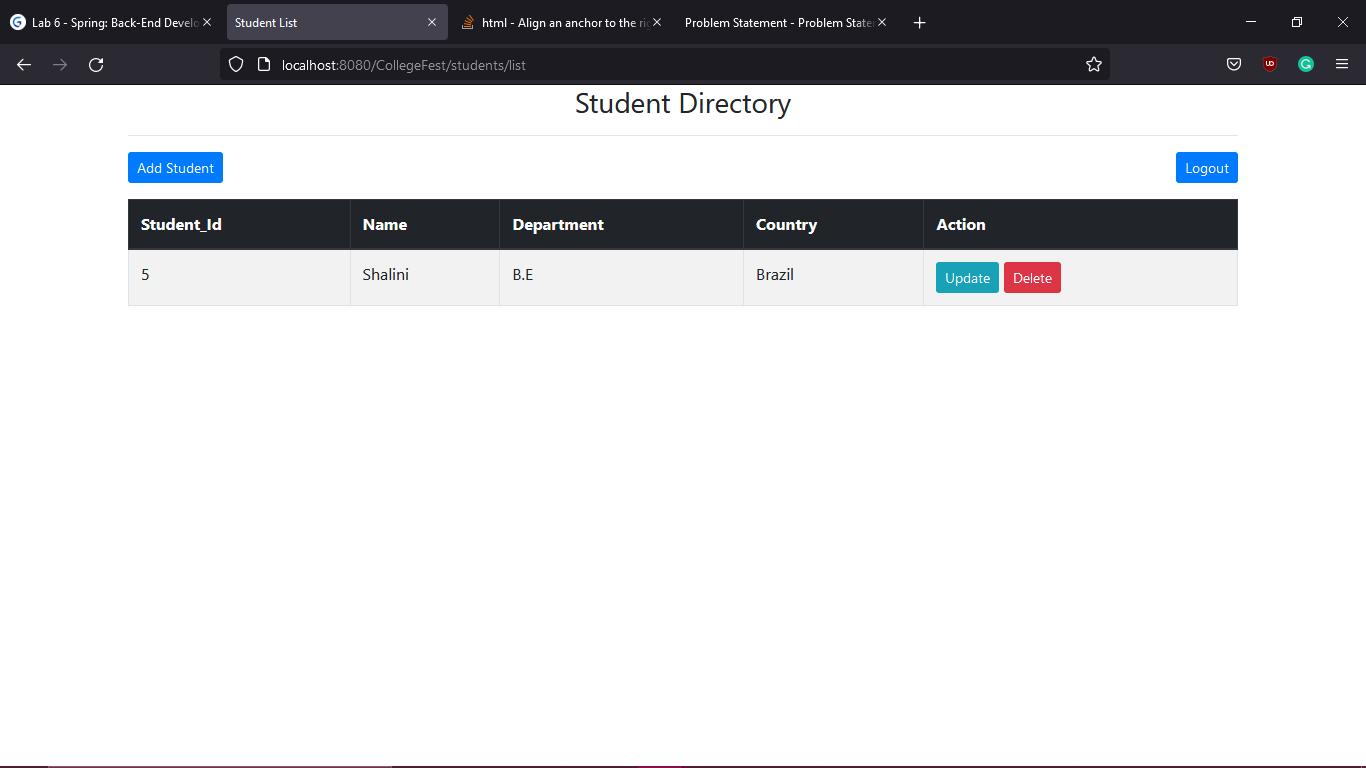 Lab 6 - Spring: Back-End Develo
Student List
html - Align an anchor to the rig
Problem Statement - Problem State
localhost:8080/CollegeFest/students/list
Student Directory
Add Student Logout
Student_Id Name Department Country Action
5 Shalini B.E Brazil Update Delete